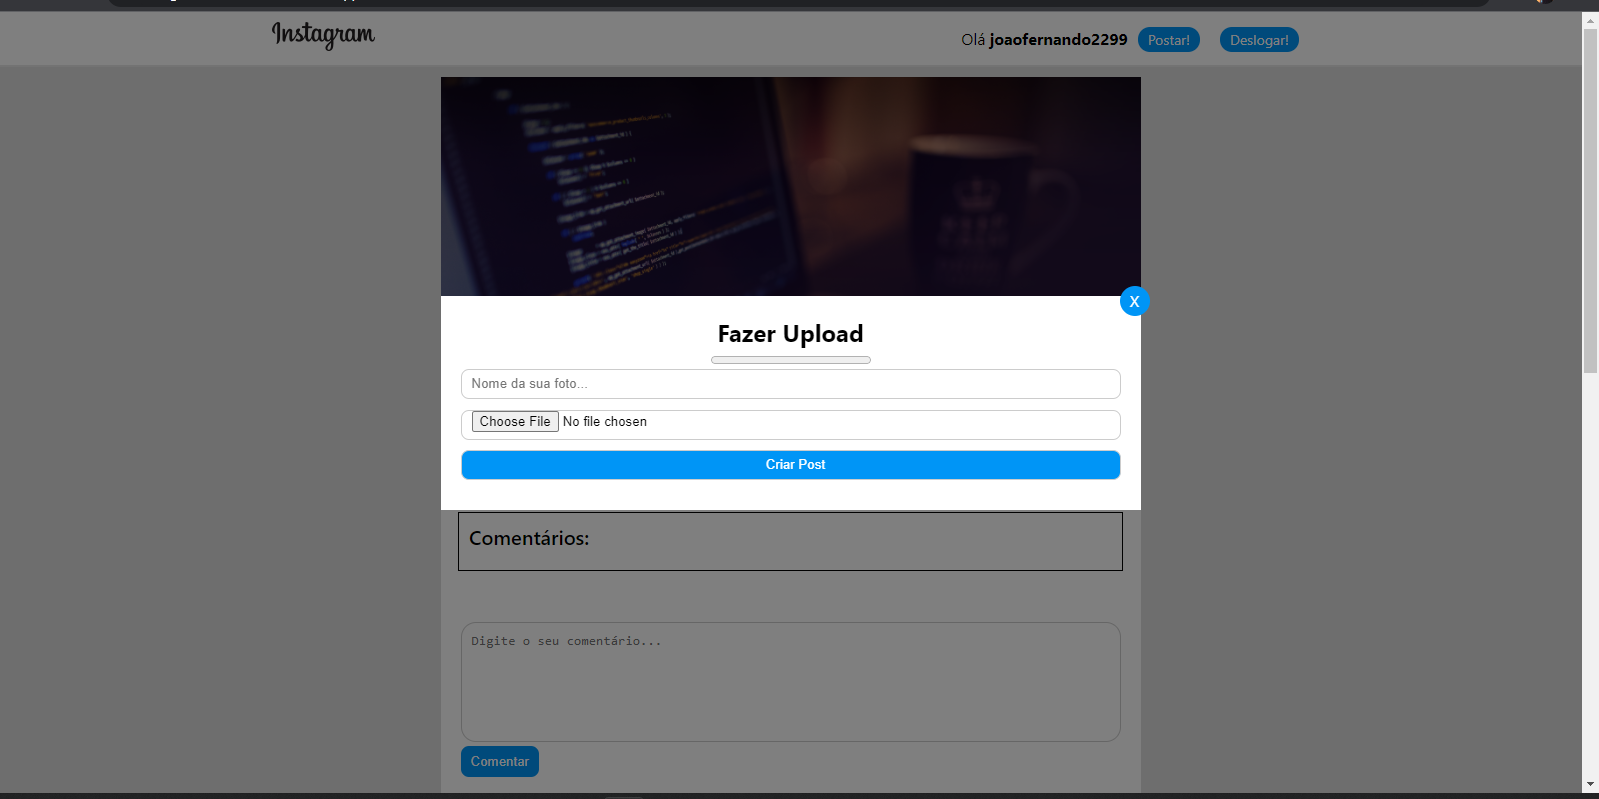 Instagram
Olá joaofernando2299 Postar! Deslogar!
X
Fazer Upload
Nome da sua foto...
Choose File No file chosen
Criar Post
Comentários:
Digite o seu comentário...
Comentar